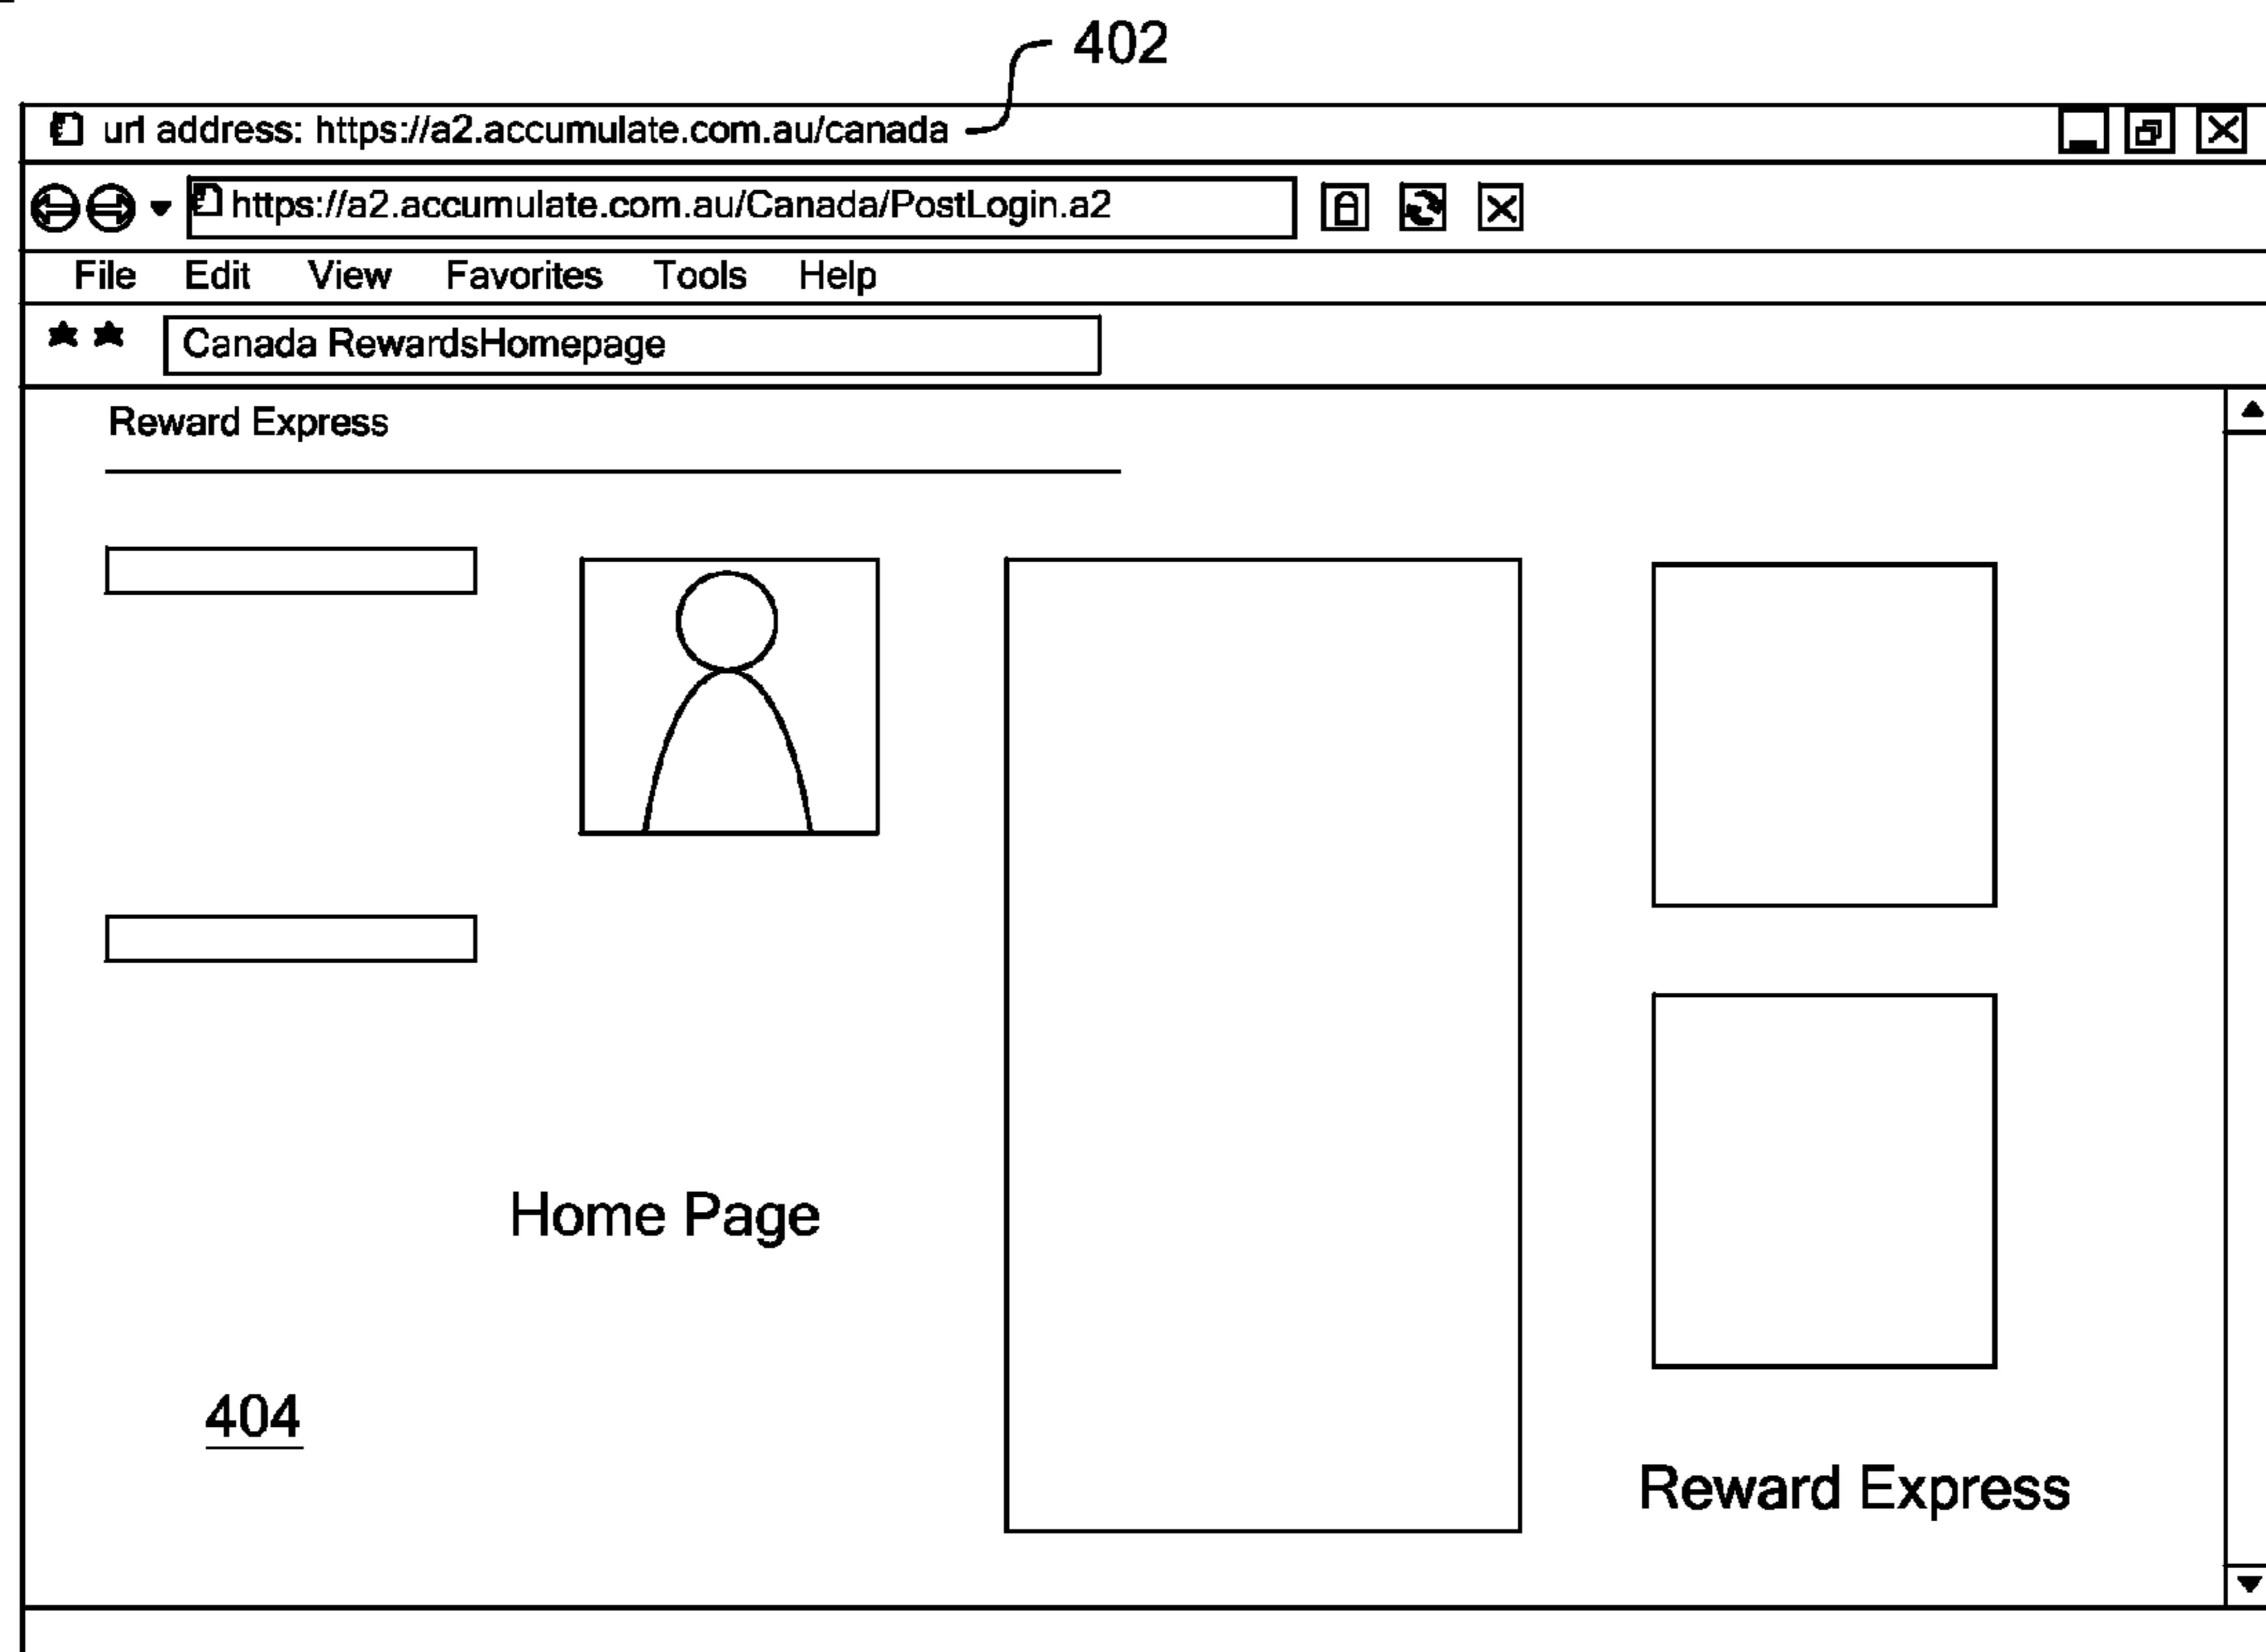 402
url address: https://a2.accumulate.com.au/canada
https://a2.accumulate.com.au/Canada/PostLogin.a2
File Edit View Favorites Tools Help
Canada RewardsHomepage
Reward Express
Home Page
404
Reward Express